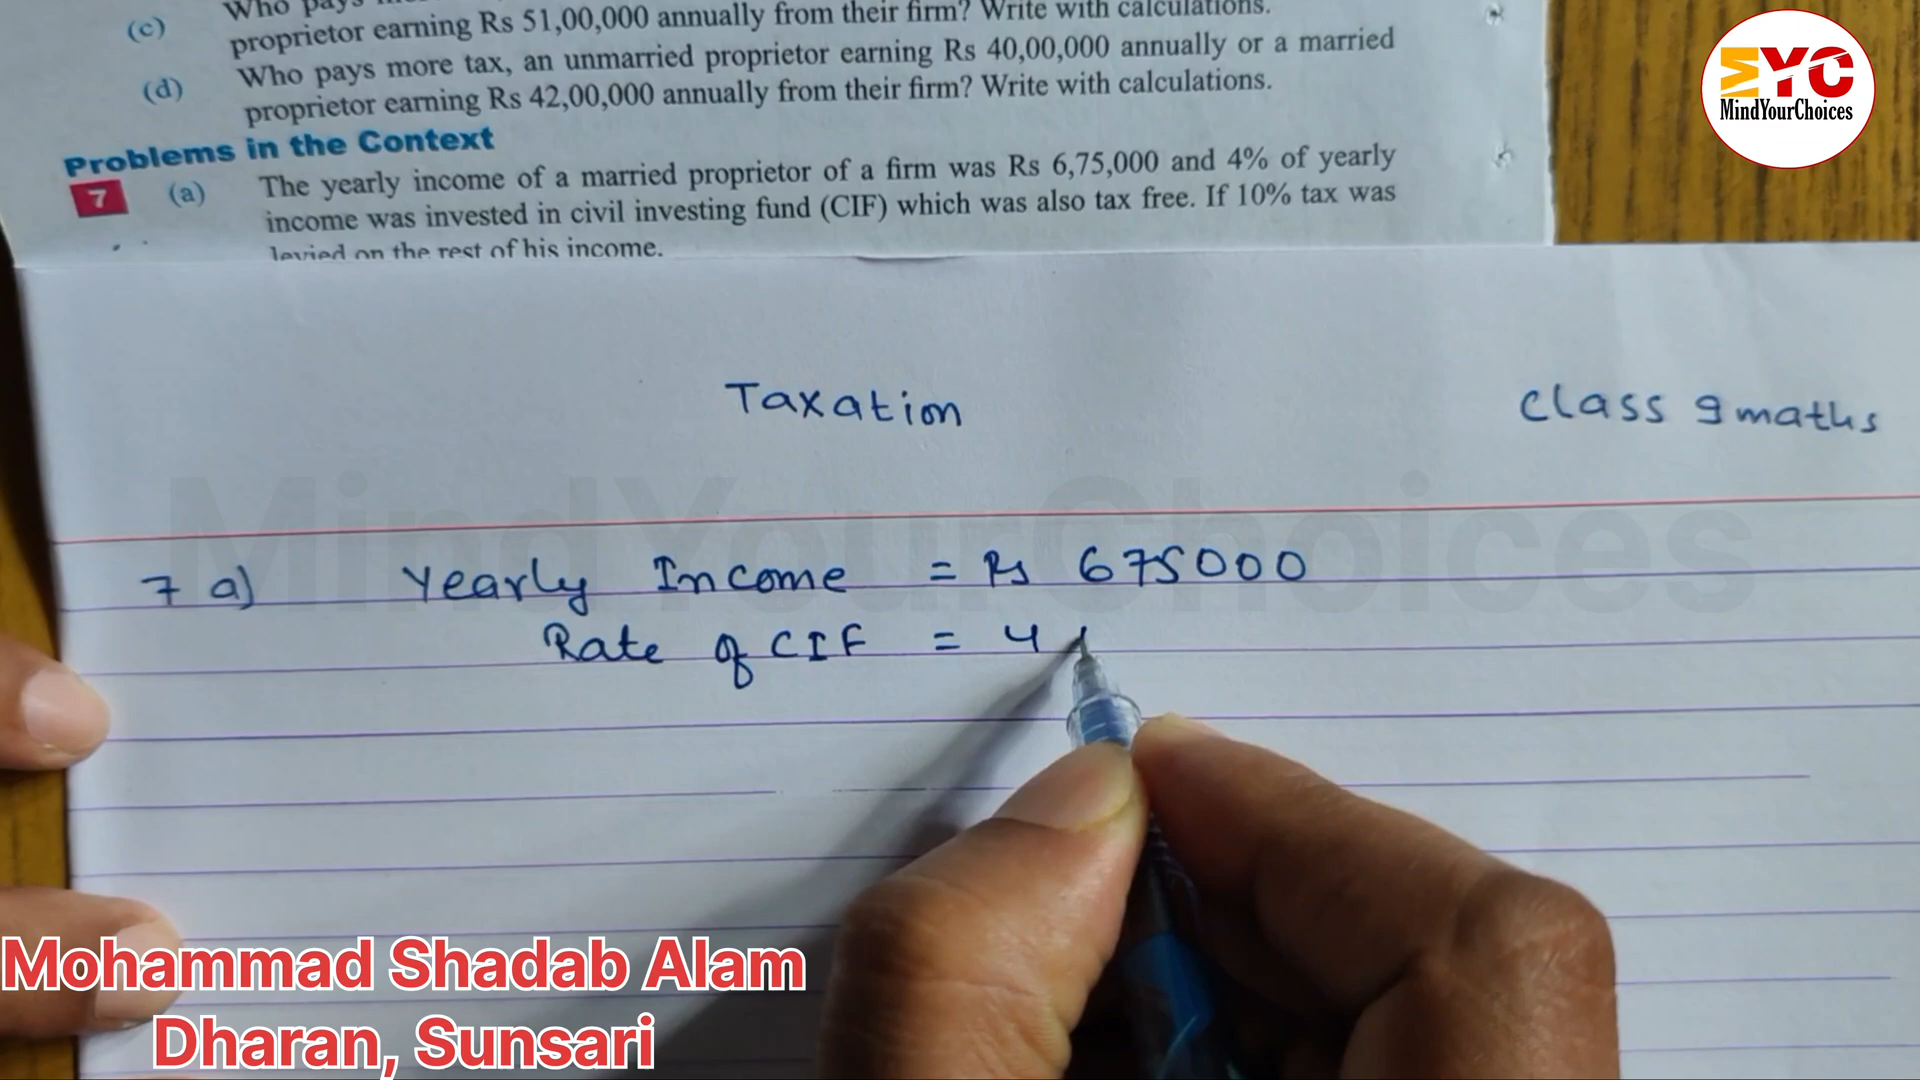 (c) Who pays
proprietor earning Rs 51,00,000 annually from their firm? Write with calculations.
(d) Who pays more tax, an unmarried proprietor earning Rs 40,00,000 annually or a married
proprietor earning Rs 42,00,000 annually from their firm? Write with calculations.
Problems in the Context
7 (a) The yearly income of a married proprietor of a firm was Rs 6,75,000 and 4% of yearly
income was invested in civil investing fund (CIF) which was also tax free. If 10% tax was
levied on the rest of his income.
MYC
MindYourChoices
Taxation
Class 9 maths
MindYourChoices
7 a) Yearly Income = Rs 675000
Rate of CIF = 4
Mohammad Shadab Alam
Dharan, Sunsari